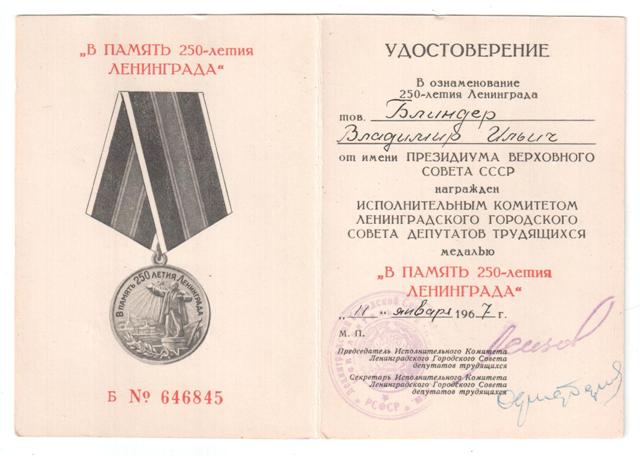 „В ПАМЯТЬ 250-летия
ЛЕНИНГРАДА“
В ПАМЯТЬ 250-ЛЕТИЯ ЛЕНИНГРАДА
Б № 646845
УДОСТОВЕРЕНИЕ
В ознаменование
250-летия Ленинграда
тов. Блиндер
Владимир Ильич
от имени ПРЕЗИДИУМА ВЕРХОВНОГО
СОВЕТА СССР
награжден
ИСПОЛНИТЕЛЬНЫМ КОМИТЕТОМ
ЛЕНИНГРАДСКОГО ГОРОДСКОГО
СОВЕТА ДЕПУТАТОВ ТРУДЯЩИХСЯ
медалью
„В ПАМЯТЬ 250-летия
ЛЕНИНГРАДА“
„11“ января 1967 г.
М. П.
Председатель Исполнительного Комитета
Ленинградского Городского Совета
депутатов трудящихся
Секретарь Исполнительного Комитета
Ленинградского Городского Совета
депутатов трудящихся
РСФСР